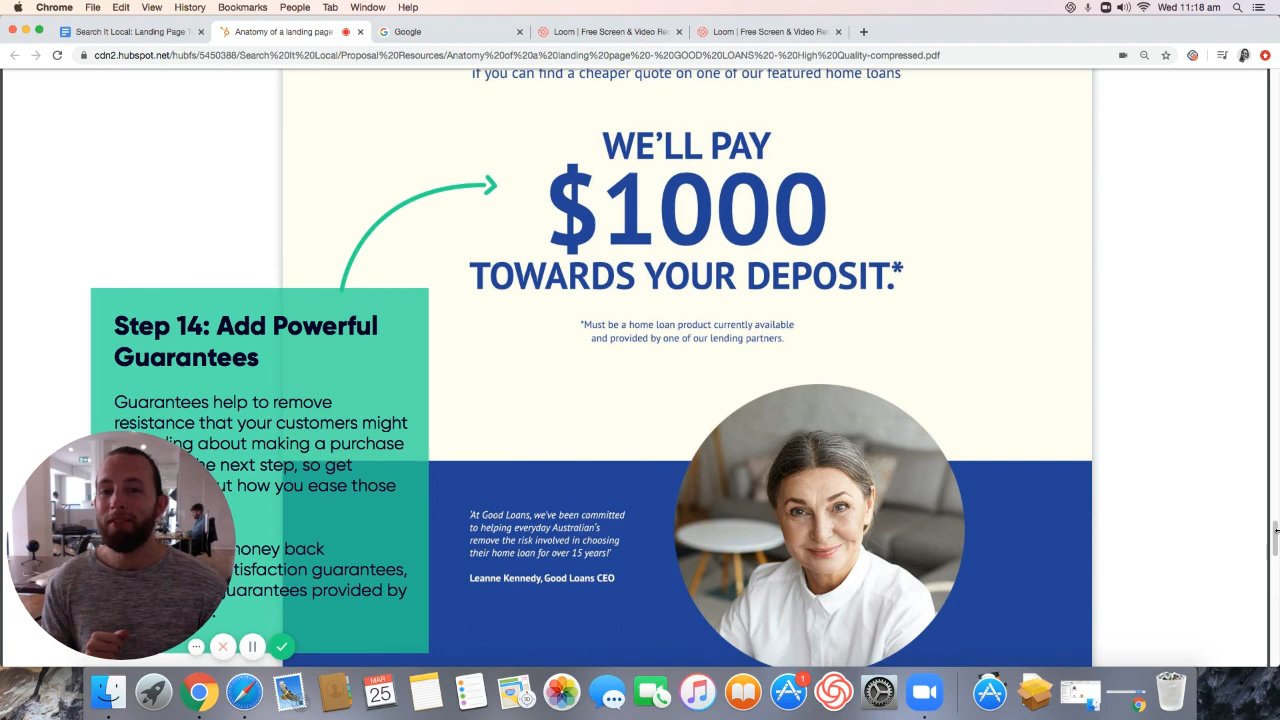 Chrome File Edit View History Bookmarks People Tab Window Help
Wed 11:18 am
Search It Local: Landing Page
Anatomy of a landing page
Google
Loom | Free Screen & Video Rec
Loom | Free Screen & Video Rec
cdn2.hubspot.net/hubfs/5450388/Search%20It%20Local/Proposal%20Resources/Anatomy%20of%20a%20landing%20page%20-%20GOOD%20LOANS%20-%20High%20Quality-compressed.pdf
if you can find a cheaper quote on one of our featured home loans
WE'LL PAY
$1000
TOWARDS YOUR DEPOSIT.*
*Must be a home loan product currently available
and provided by one of our lending partners.
Step 14: Add Powerful
Guarantees
Guarantees help to remove
resistance that your customers might
ling about making a purchase
he next step, so get
ut how you ease those
oney back
tisfaction guarantees,
uarantees provided by
'At Good Loans, we've been committed
to helping everyday Australian's
remove the risk involved in choosing
their home loan for over 15 years!'
Leanne Kennedy, Good Loans CEO
MAR
25
1